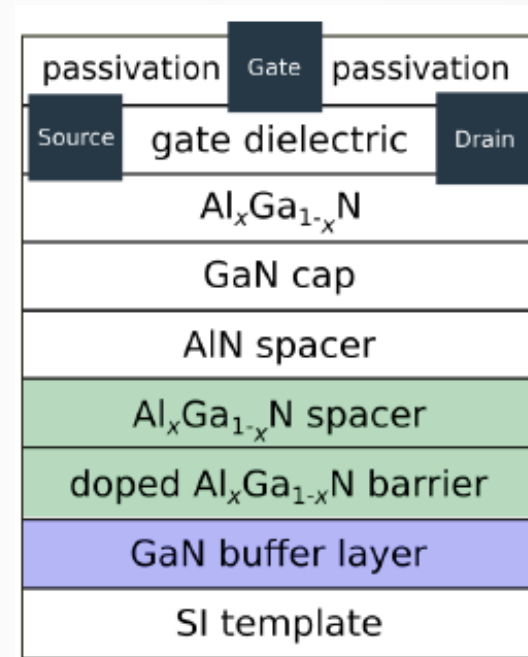 passivation Gate passivation
Source gate dielectric Drain
AlₓGa₁₋ₓN
GaN cap
AlN spacer
AlₓGa₁₋ₓN spacer
doped AlₓGa₁₋ₓN barrier
GaN buffer layer
SI template